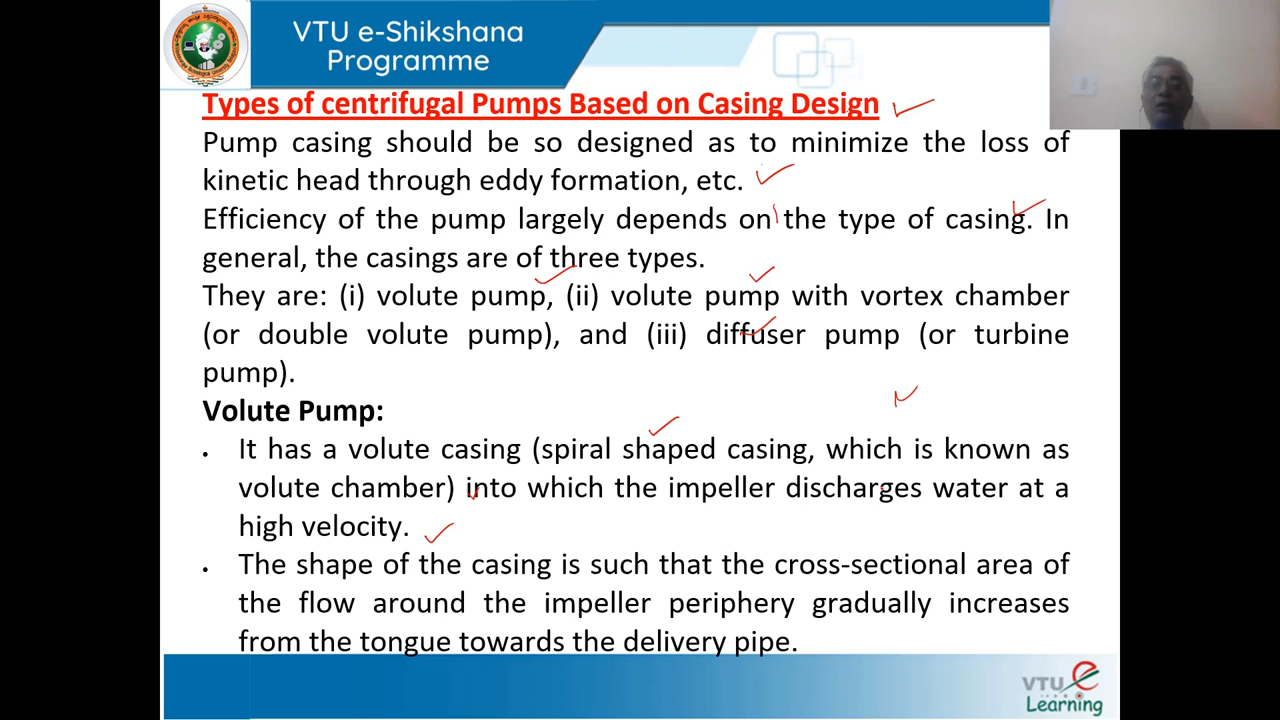 VTU e-Shikshana
Programme
Types of centrifugal Pumps Based on Casing Design
Pump casing should be so designed as to minimize the loss of
kinetic head through eddy formation, etc.
Efficiency of the pump largely depends on the type of casing. In
general, the casings are of three types.
They are: (i) volute pump, (ii) volute pump with vortex chamber
(or double volute pump), and (iii) diffuser pump (or turbine
pump).
Volute Pump:
• It has a volute casing (spiral shaped casing, which is known as
volute chamber) into which the impeller discharges water at a
high velocity.
• The shape of the casing is such that the cross-sectional area of
the flow around the impeller periphery gradually increases
from the tongue towards the delivery pipe.
VTU e
Learning